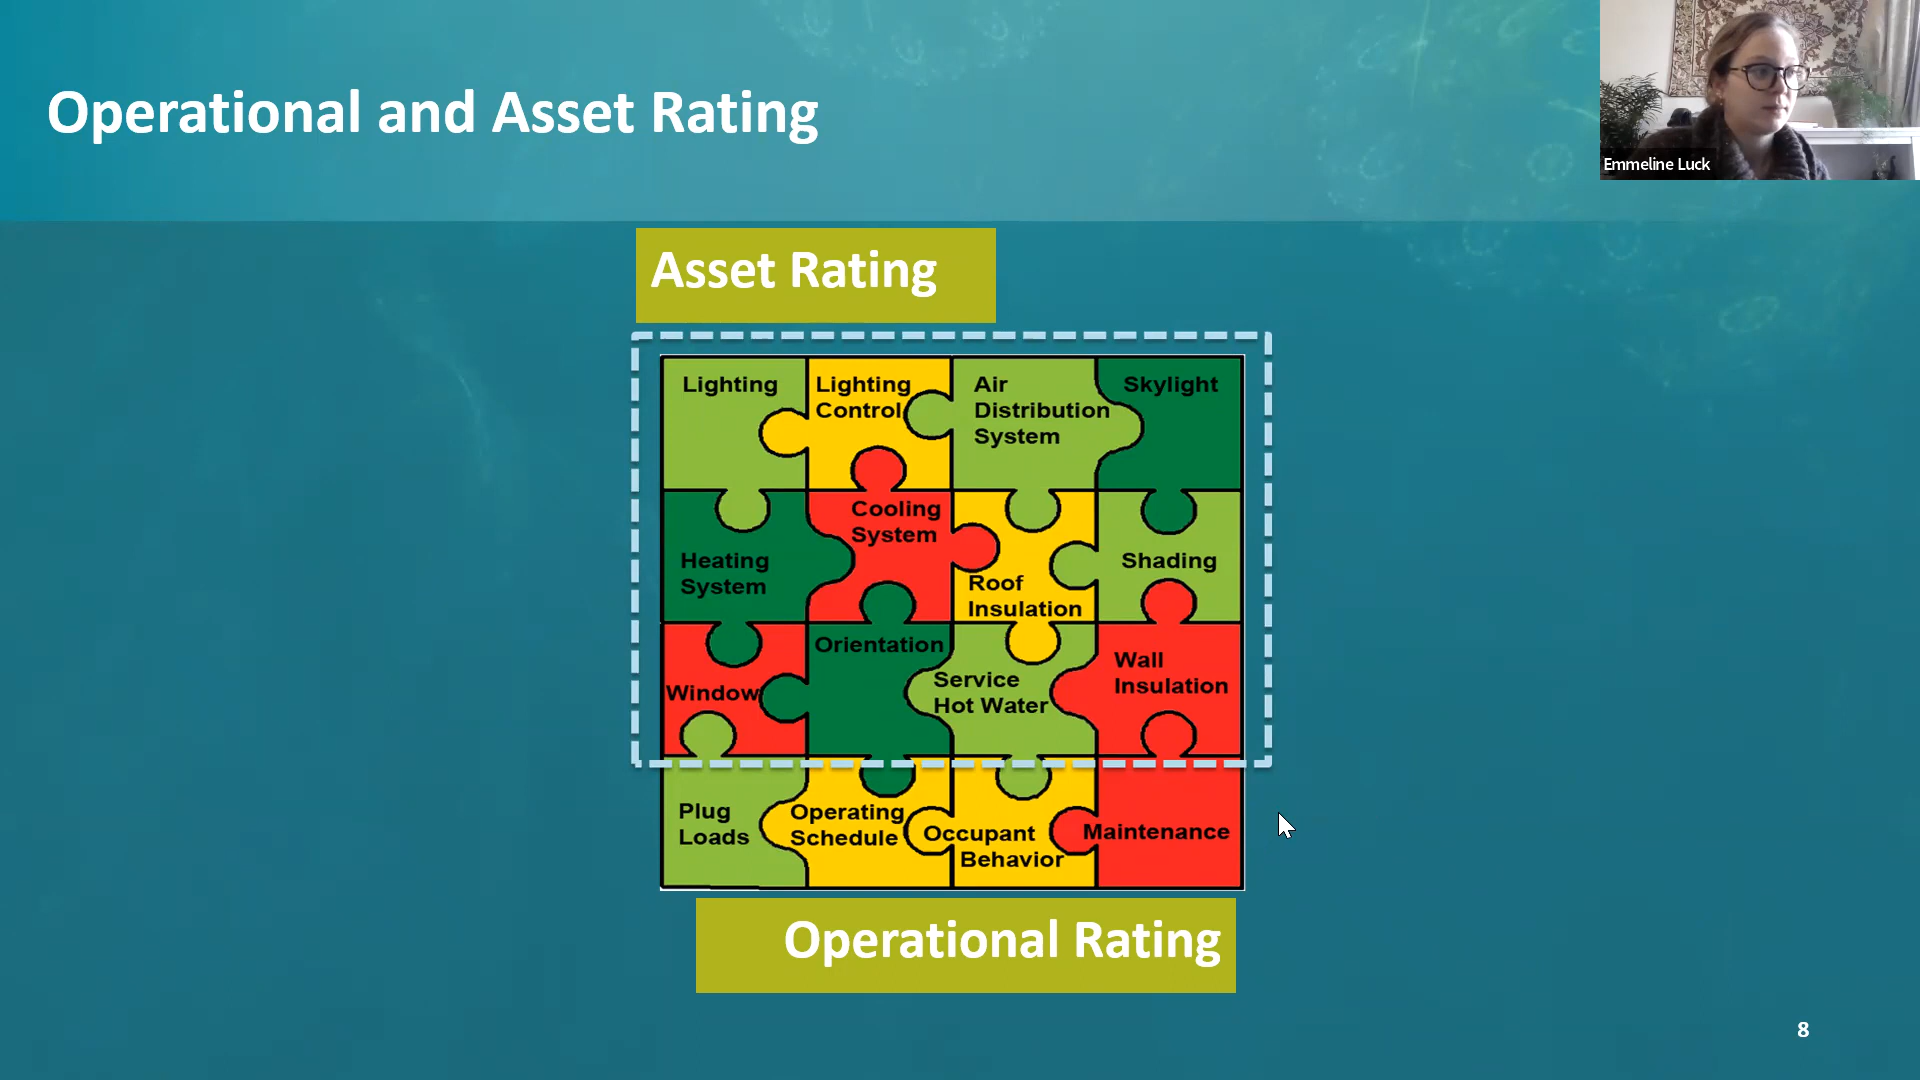 Operational and Asset Rating
Emmeline Luck
Asset Rating
Lighting
Lighting
Control
Air
Distribution
System
Skylight
Heating
System
Cooling
System
Roof
Insulation
Shading
Window
Orientation
Service
Hot Water
Wall
Insulation
Plug
Loads
Operating
Schedule
Occupant
Behavior
Maintenance
Operational Rating
8